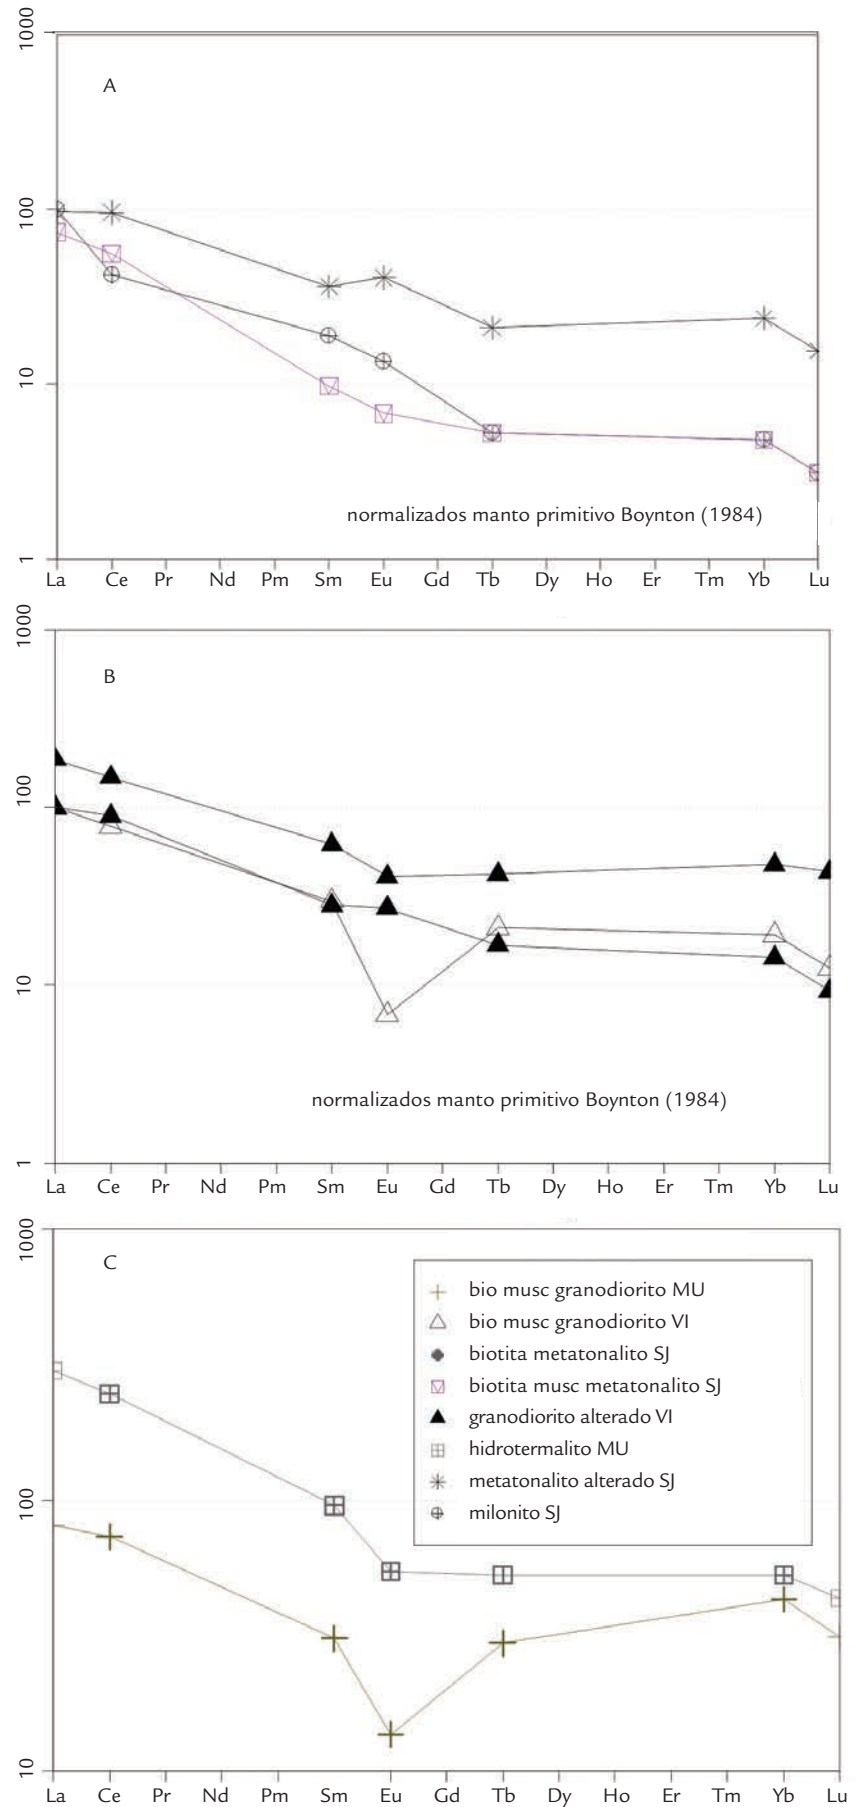 1000
A
100
10
normalizados manto primitivo Boynton (1984)
1
La Ce Pr Nd Pm Sm Eu Gd Tb Dy Ho Er Tm Yb Lu
1000
B
100
10
normalizados manto primitivo Boynton (1984)
1
La Ce Pr Nd Pm Sm Eu Gd Tb Dy Ho Er Tm Yb Lu
1000
C
bio musc granodiorito MU
bio musc granodiorito VI
biotita metatonalito SJ
biotita musc metatonalito SJ
granodiorito alterado VI
hidrotermalito MU
metatonalito alterado SJ
milonito SJ
100
10
La Ce Pr Nd Pm Sm Eu Gd Tb Dy Ho Er Tm Yb Lu